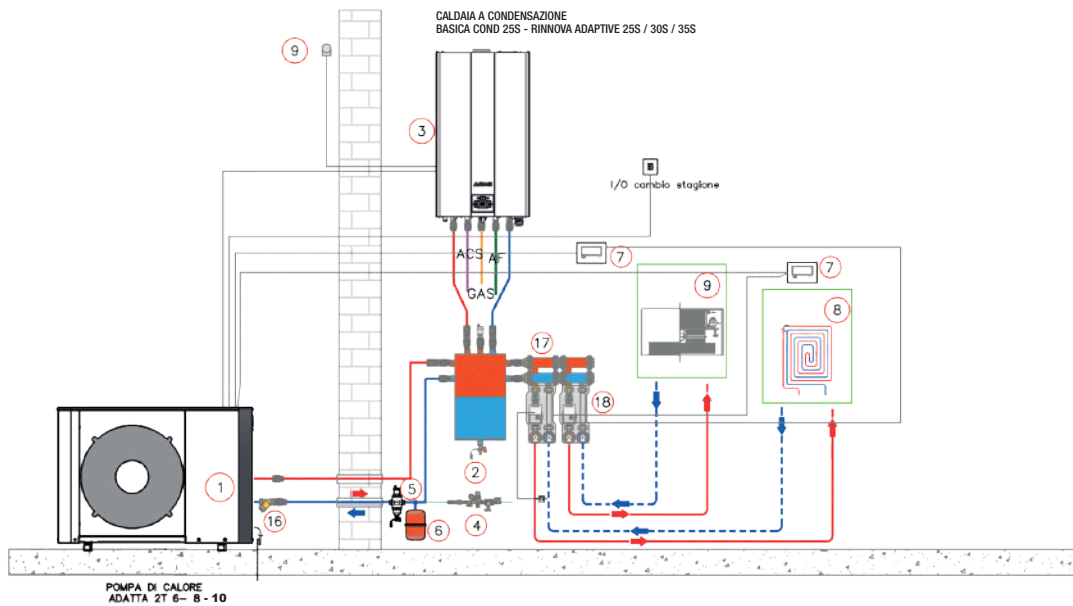 CALDAIA A CONDENSAZIONE
BASICA COND 25S - RINNOVA ADAPTIVE 25S / 30S / 35S
9
3
I/O cambio stagione
ACS
AF
GAS
7
7
9
8
17
18
2
1
5
16
6
4
POMPA DI CALORE
ADATTA 2T 6- 8 - 10